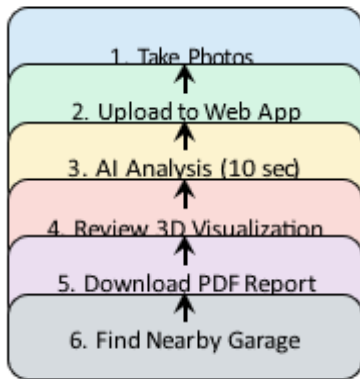 1. Take Photos
2. Upload to Web App
3. AI Analysis (10 sec)
4. Review 3D Visualization
5. Download PDF Report
6. Find Nearby Garage